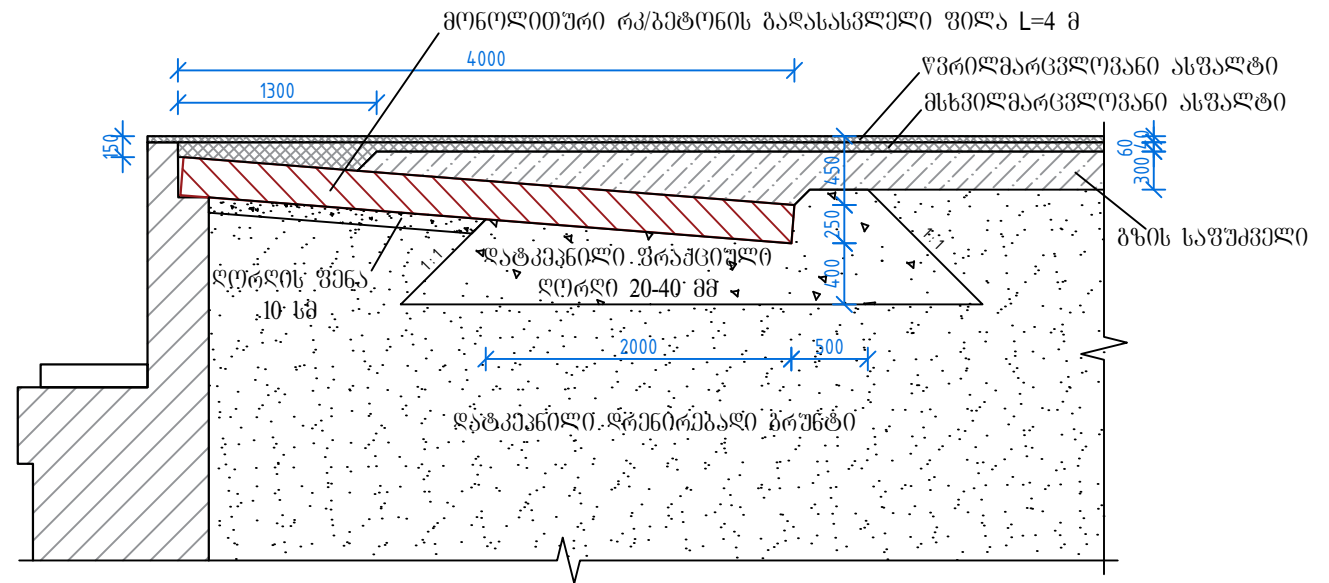 მონოლითური რკ/ბეტონის გადასასვლელი ფილა L=4 მ
4000
წვრილმარცვლოვანი ასფალტი
1300
მსხვილმარცვლოვანი ასფალტი
150
40
60
300
450
250
400
1:1
1:1
გზის საფუძველი
დატკეპნილი ფრაქციული
ღორღი 20-40 მმ
ღორღის ფენა
10 სმ
2000
500
დატკეპნილი დრენირებადი გრუნტი